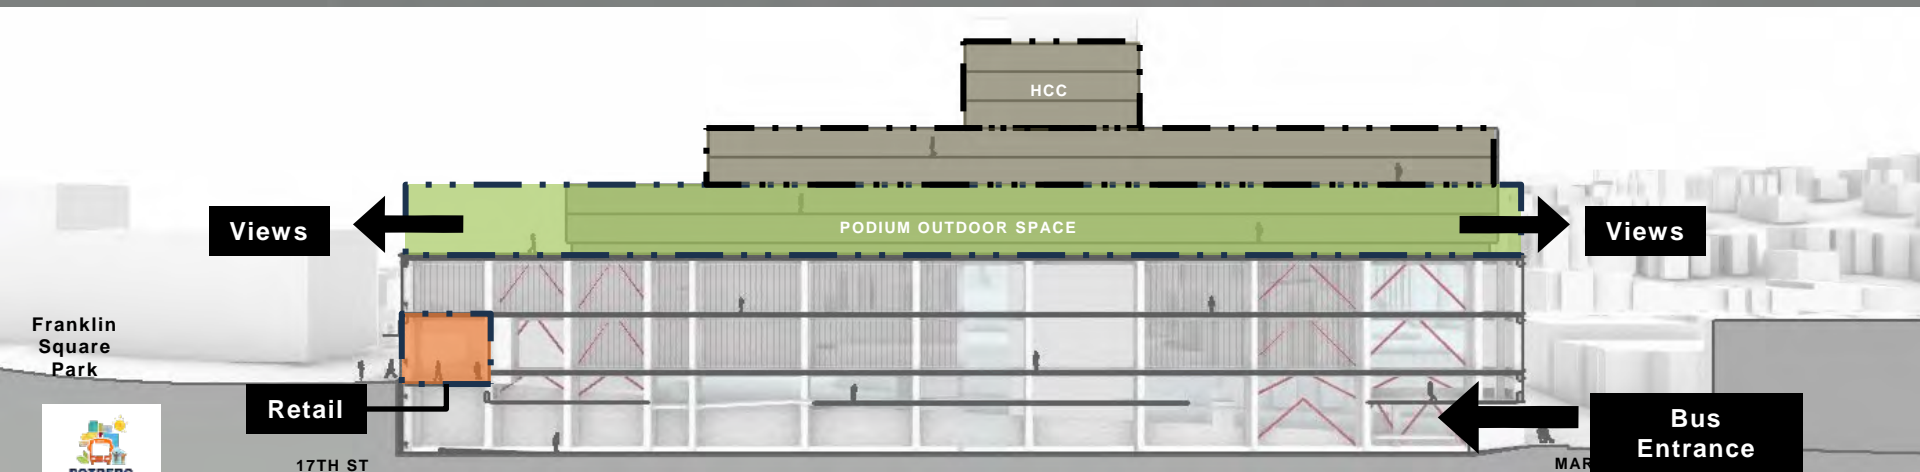 HCC
Views
PODIUM OUTDOOR SPACE
Views
Franklin
Square
Park
Retail
Bus
Entrance
17TH ST